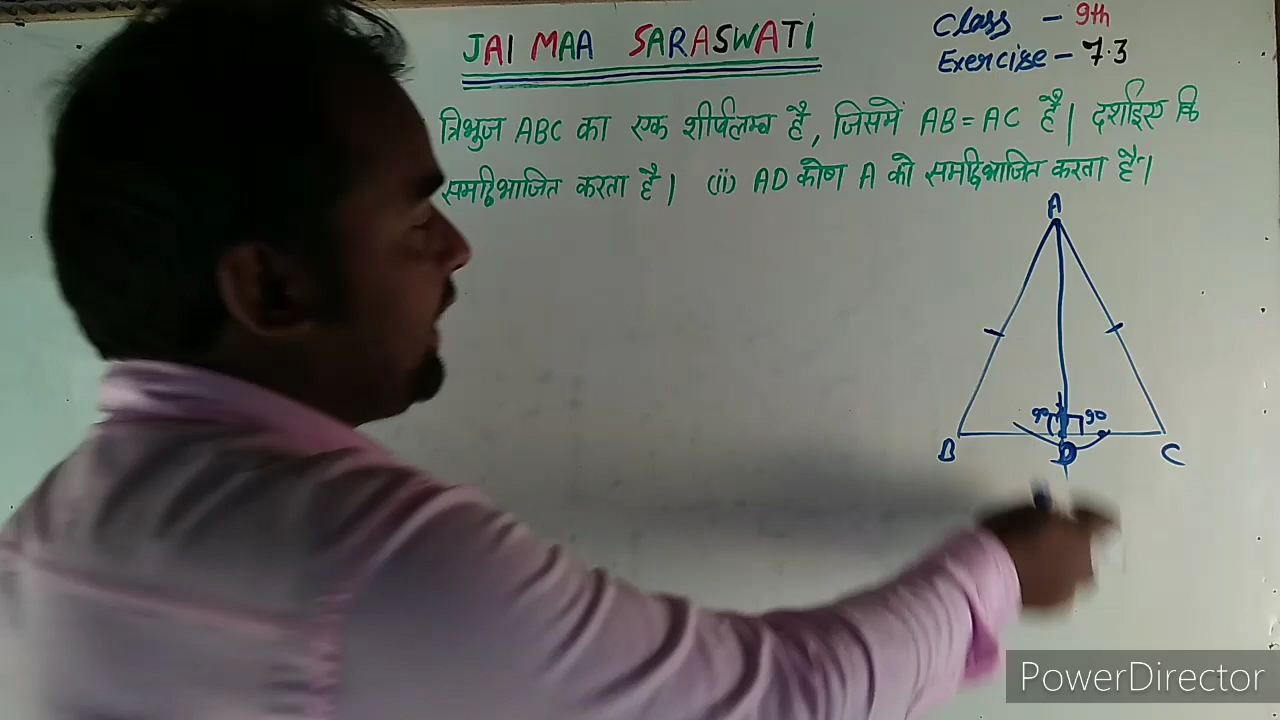 JAI MAA SARASWATI
Class - 9th
Exercise - 7.3
त्रिभुज ABC का एक शीर्षलम्ब है, जिसमें AB = AC है। दर्शाइए कि
समद्विभाजित करता है। (ii) AD कोण A को समद्विभाजित करता है।
A
90 90
B D C
PowerDirector